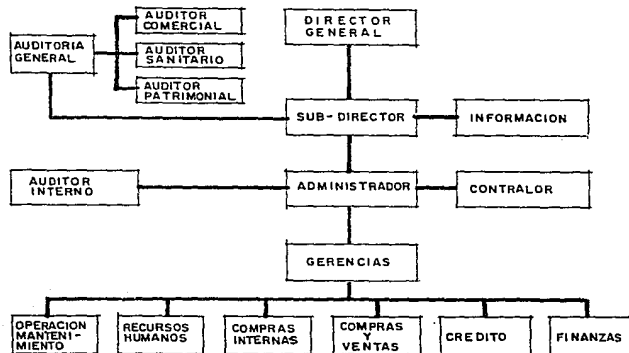 AUDITOR
COMERCIAL
DIRECTOR
GENERAL
AUDITORIA
GENERAL
AUDITOR
SANITARIO
AUDITOR
PATRIMONIAL
SUB-DIRECTOR
INFORMACION
AUDITOR
INTERNO
ADMINISTRADOR
CONTRALOR
GERENCIAS
OPERACION
MANTENI-
MIENTO
RECURSOS
HUMANOS
COMPRAS
INTERNAS
COMPRAS
Y
VENTAS
CREDITO
FINANZAS